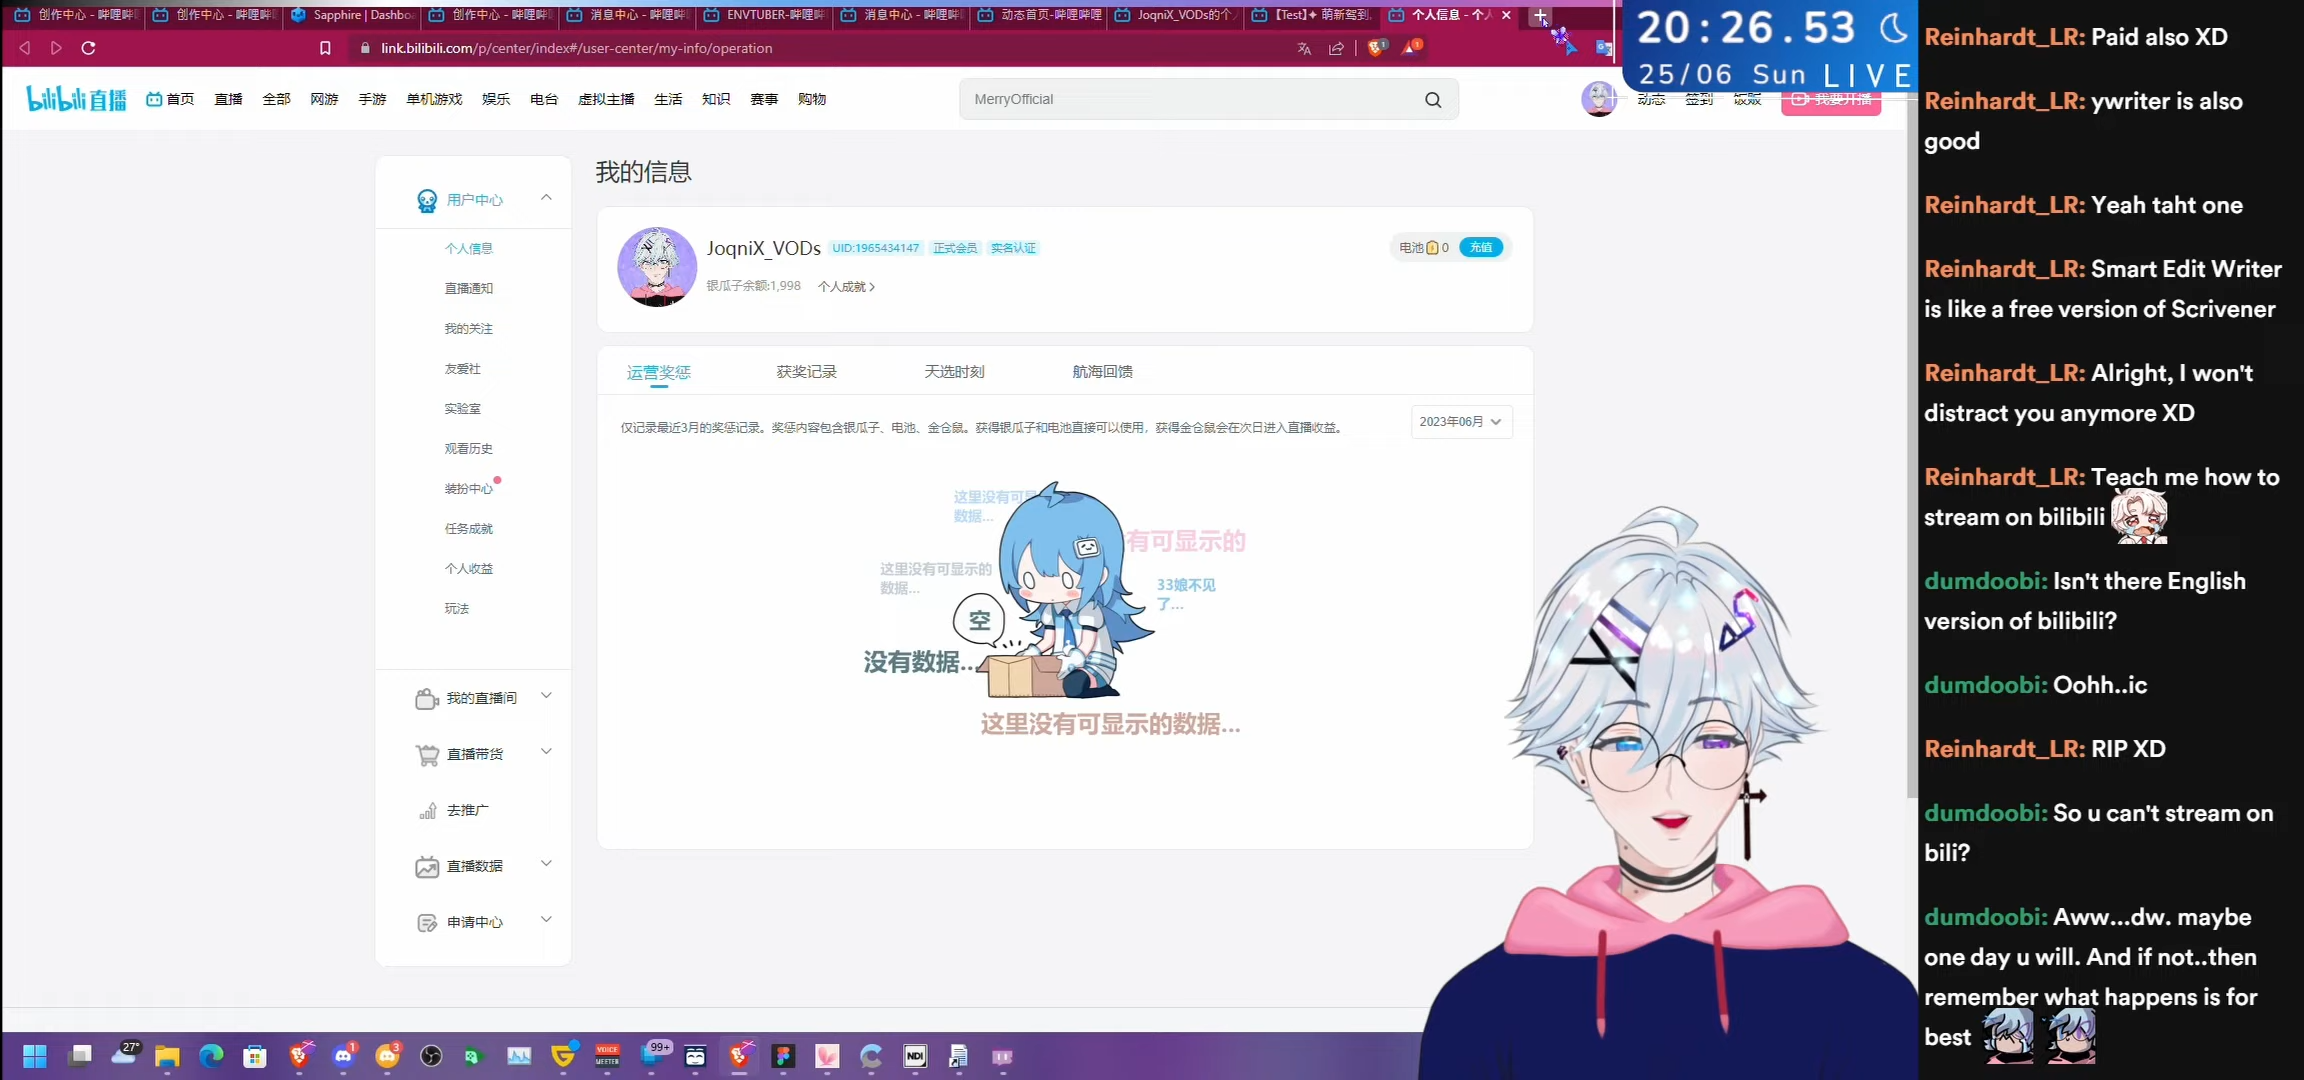 创作中心 - 哔哩哔
创作中心 - 哔哩哔
Sapphire | Dashboa
创作中心 - 哔哩哔
消息中心 - 哔哩哔
ENVTUBER-哔哩哔
消息中心 - 哔哩哔
动态首页-哔哩哔哩
JoqniX_VODs的个人
【Test】✦ 萌新驾到
个人信息 - 个人
link.bilibili.com/p/center/index#/user-center/my-info/operation
20:26.53
25/06 Sun LIVE
bilibili直播
首页
直播
全部
网游
手游
单机游戏
娱乐
电台
虚拟主播
生活
知识
赛事
购物
MerryOfficial
动态
签到
饭贩
我要开播
用户中心
个人信息
直播通知
我的关注
友爱社
实验室
观看历史
装扮中心
任务成就
个人收益
玩法
我的直播间
直播带货
去推广
直播数据
申请中心
我的信息
JoqniX_VODs UID:1965434147 正式会员 实名认证
银瓜子余额:1,998 个人成就 >
电池 0 充值
运营奖惩
获奖记录
天选时刻
航海回馈
仅记录最近3月的奖惩记录。奖惩内容包含银瓜子、电池、金仓鼠。获得银瓜子和电池直接可以使用，获得金仓鼠会在次日进入直播收益。
2023年06月
这里没有可显
数据...
有可显示的
这里没有可显示的
数据...
33娘不见
了...
空
没有数据...
这里没有可显示的数据...
27°
1
3
VOICE
MEETER
99+
NDI
Reinhardt_LR: Paid also XD
Reinhardt_LR: ywriter is also
good
Reinhardt_LR: Yeah taht one
Reinhardt_LR: Smart Edit Writer
is like a free version of Scrivener
Reinhardt_LR: Alright, I won't
distract you anymore XD
Reinhardt_LR: Teach me how to
stream on bilibili
dumdoobi: Isn't there English
version of bilibili?
dumdoobi: Oohh..ic
Reinhardt_LR: RIP XD
dumdoobi: So u can't stream on
bili?
dumdoobi: Aww...dw. maybe
one day u will. And if not..then
remember what happens is for
best